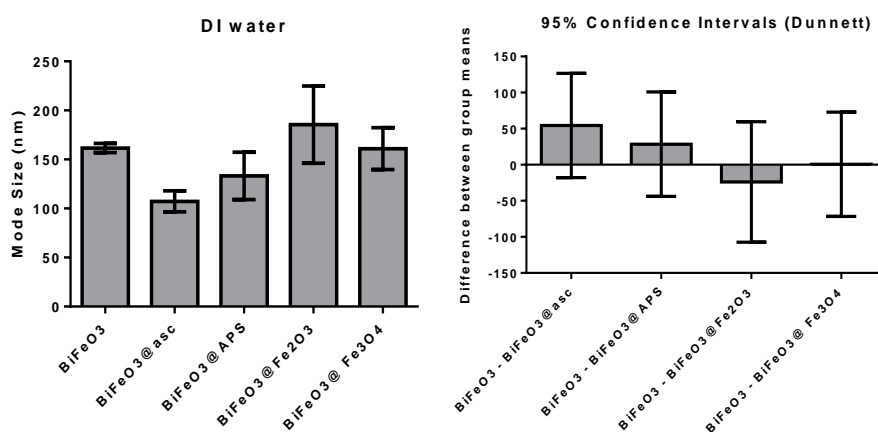 DI water
Mode Size (nm)
250
200
150
100
50
0
BiFeO3
BiFeO3@asc
BiFeO3@APS
BiFeO3@Fe2O3
BiFeO3@ Fe3O4
95% Confidence Intervals (Dunnett)
Difference between group means
150
100
50
0
-50
-100
-150
BiFeO3 - BiFeO3@asc
BiFeO3 - BiFeO3@APS
BiFeO3 - BiFeO3@Fe2O3
BiFeO3 - BiFeO3@ Fe3O4